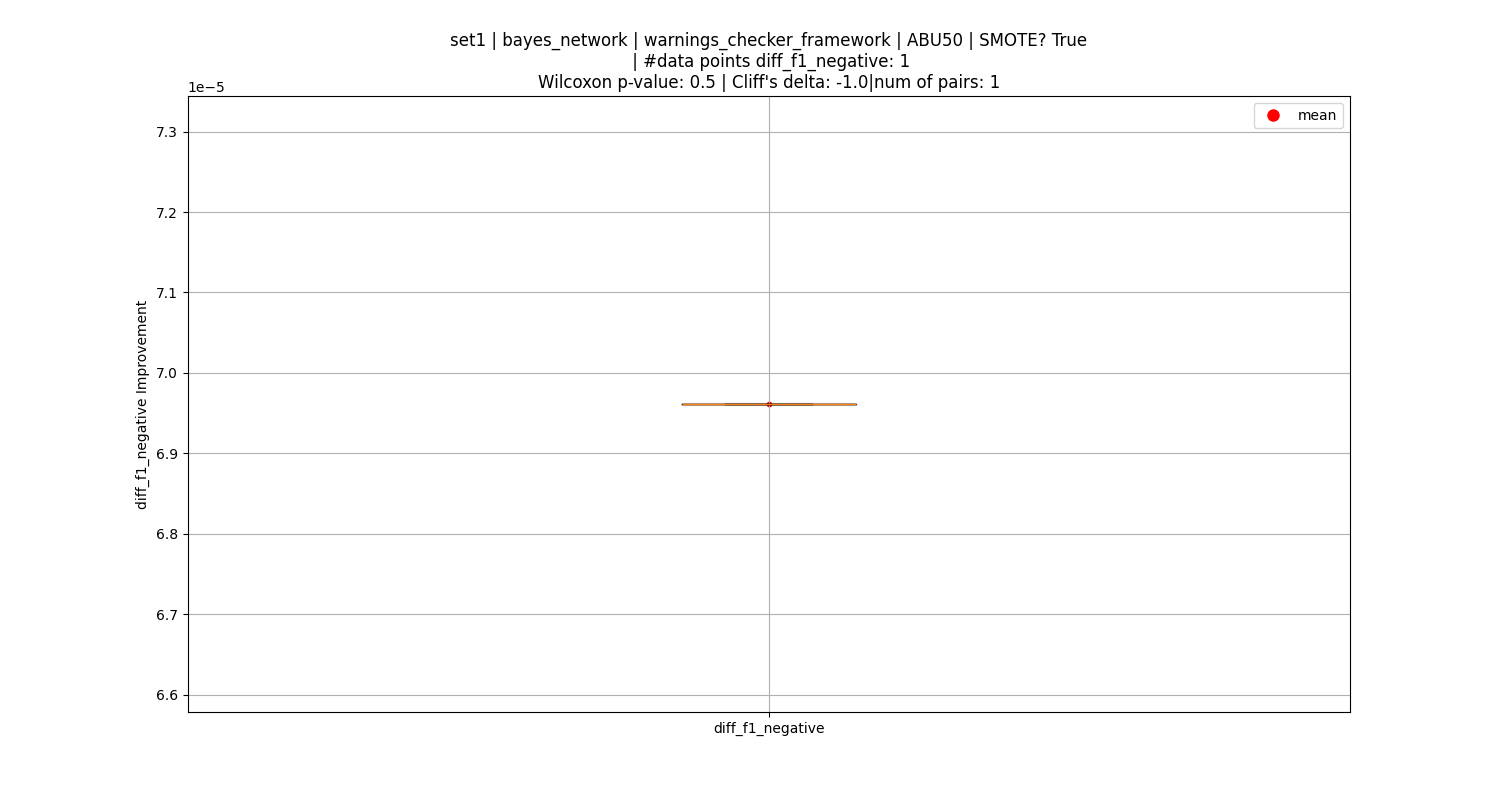 set1 | bayes_network | warnings_checker_framework | ABU50 | SMOTE? True
| #data points diff_f1_negative: 1
Wilcoxon p-value: 0.5 | Cliff's delta: -1.0|num of pairs: 1
1e−5
mean
7.3
7.2
7.1
7.0
6.9
6.8
6.7
6.6
diff_f1_negative Improvement
diff_f1_negative